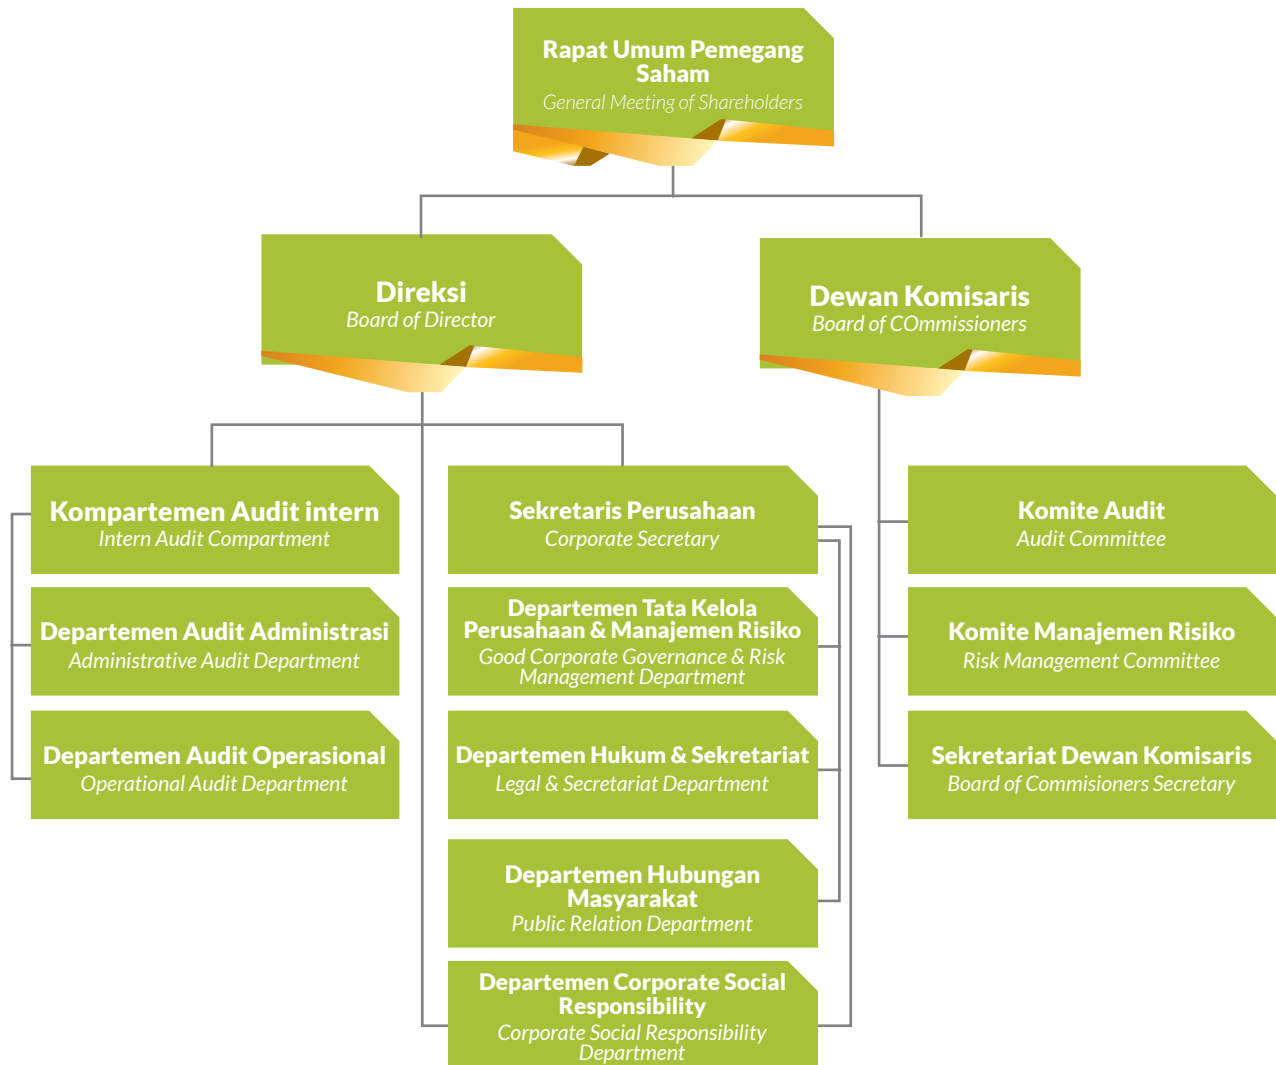 Rapat Umum Pemegang
Saham
General Meeting of Shareholders
Direksi
Board of Director
Dewan Komisaris
Board of COmmissioners
Kompartemen Audit intern
Intern Audit Compartment
Departemen Audit Administrasi
Administrative Audit Department
Departemen Audit Operasional
Operational Audit Department
Sekretaris Perusahaan
Corporate Secretary
Departemen Tata Kelola
Perusahaan & Manajemen Risiko
Good Corporate Governance & Risk
Management Department
Departemen Hukum & Sekretariat
Legal & Secretariat Department
Departemen Hubungan
Masyarakat
Public Relation Department
Departemen Corporate Social
Responsibility
Corporate Social Responsibility
Department
Komite Audit
Audit Committee
Komite Manajemen Risiko
Risk Management Committee
Sekretariat Dewan Komisaris
Board of Commisioners Secretary